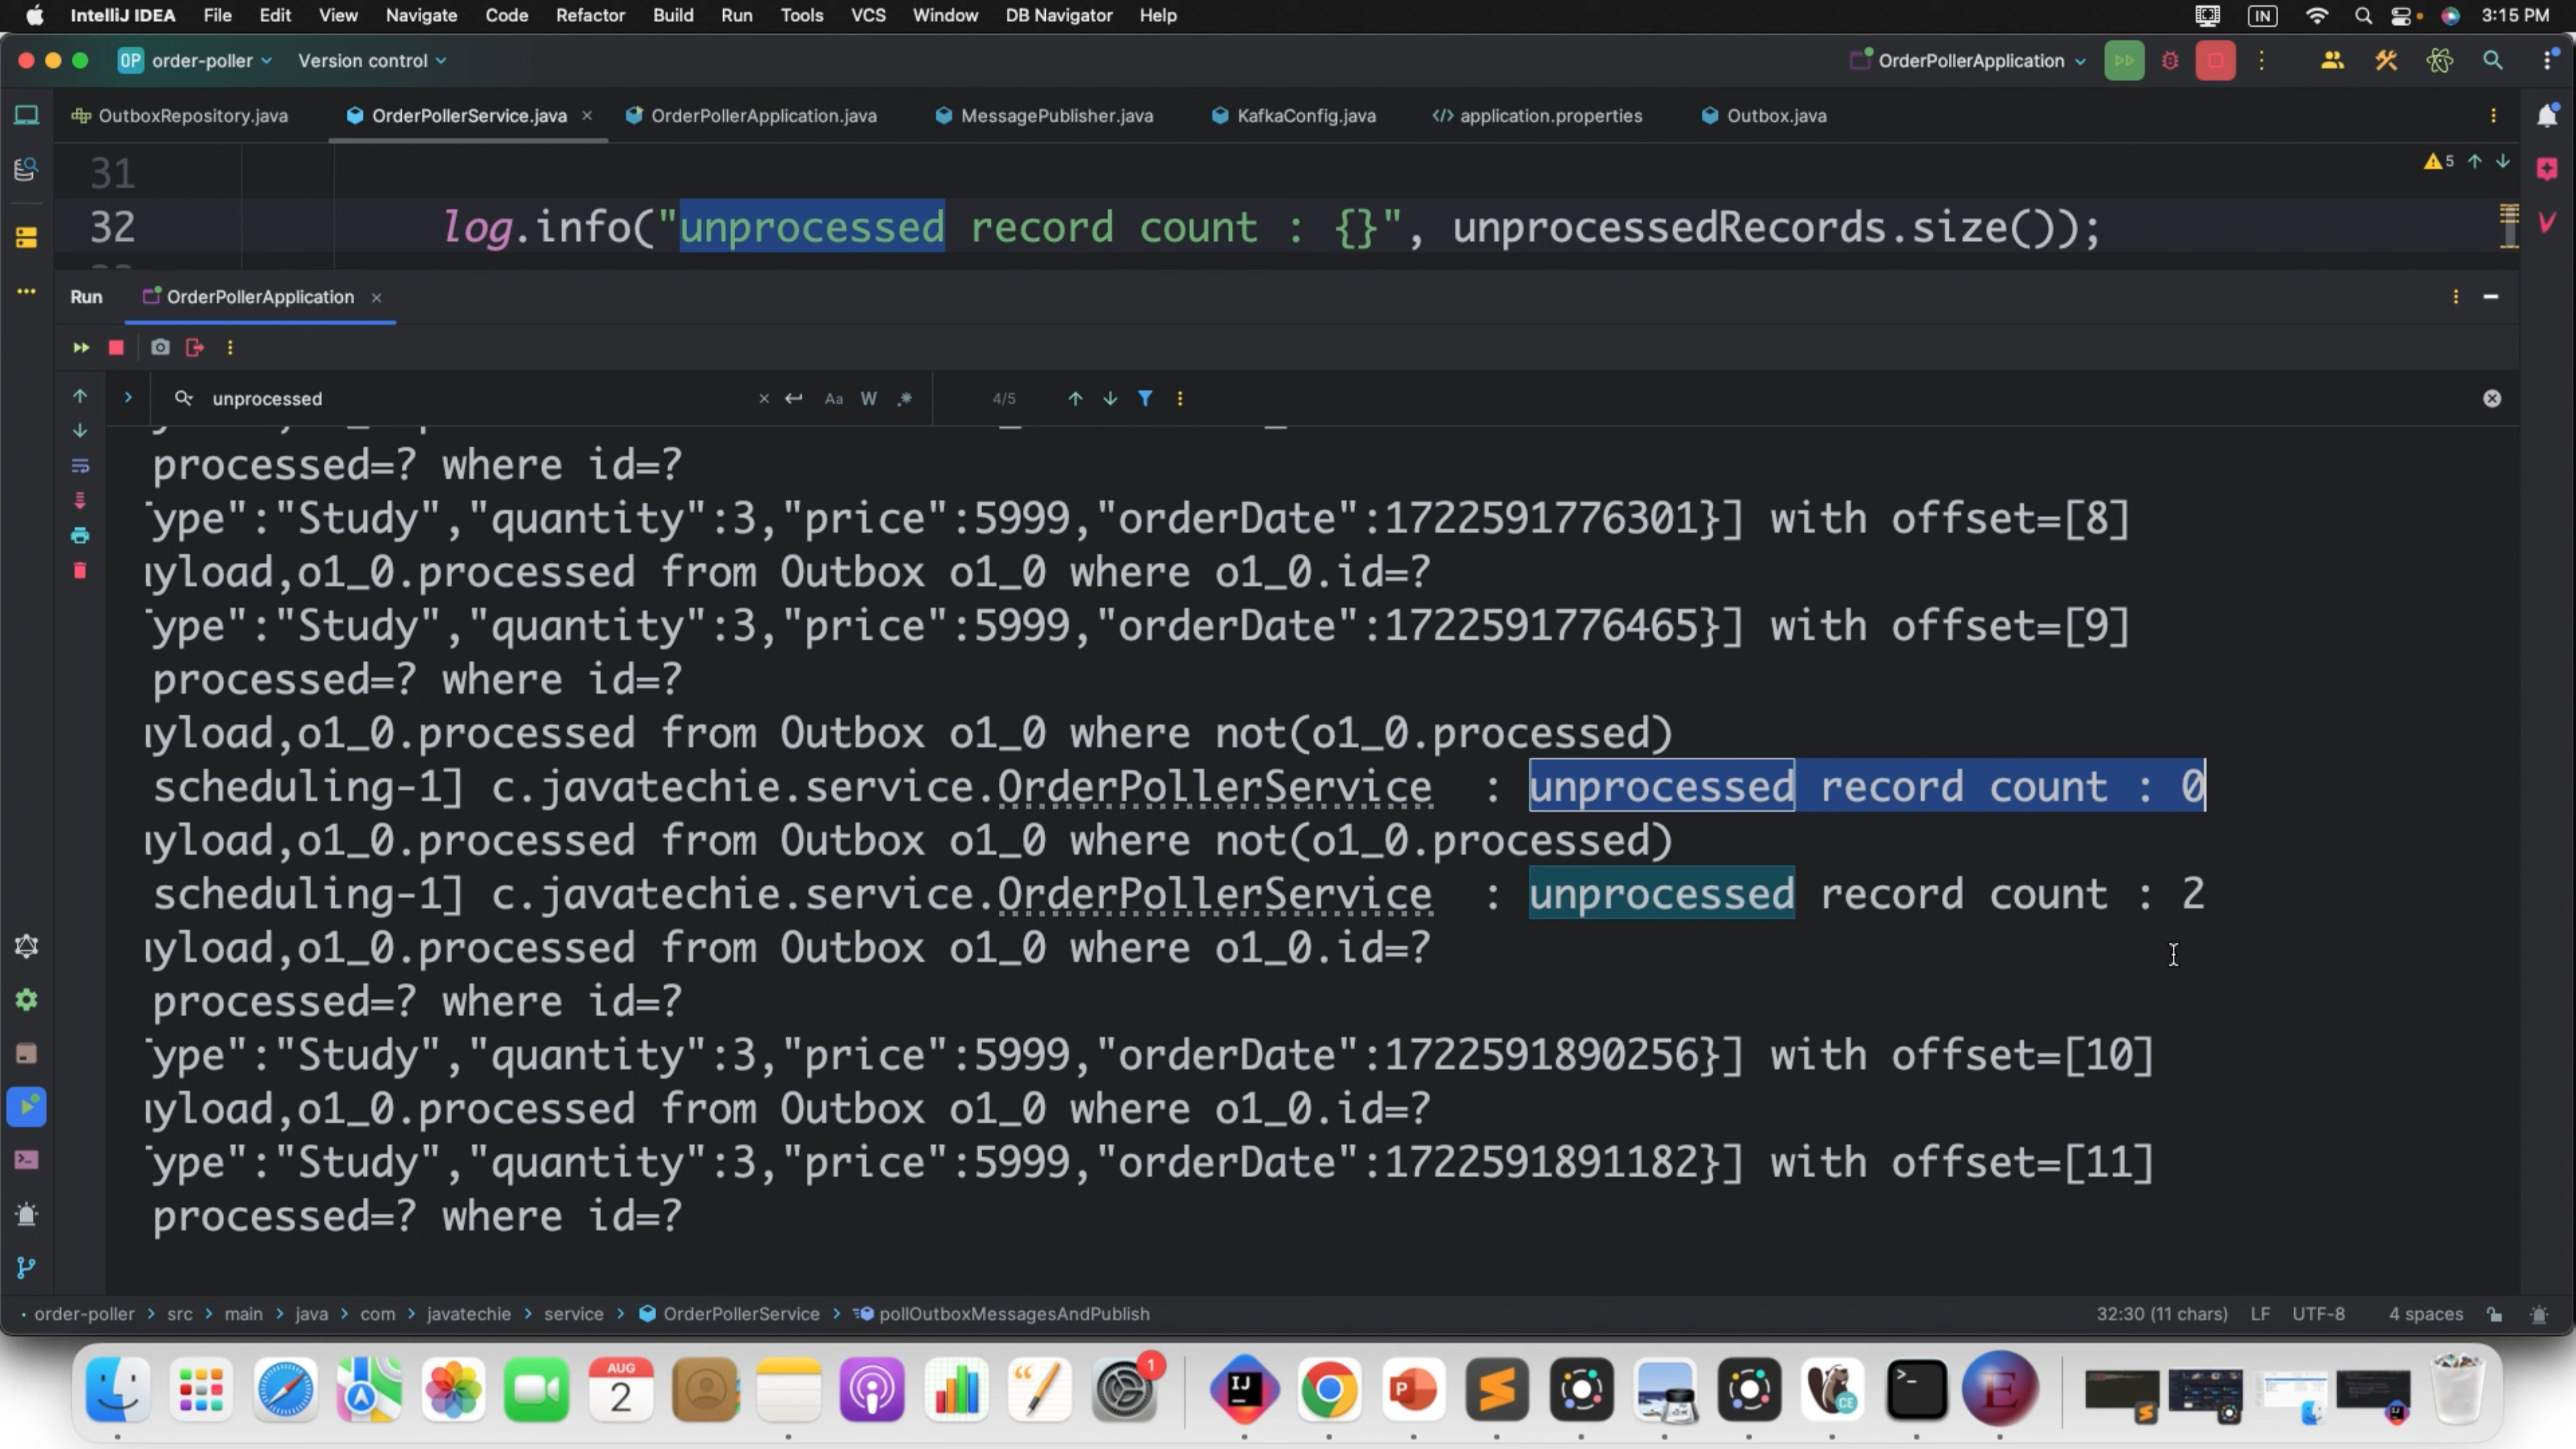 IntelliJ IDEA File Edit View Navigate Code Refactor Build Run Tools VCS Window DB Navigator Help IN 3:15 PM
OP order-poller Version control OrderPollerApplication
OutboxRepository.java OrderPollerService.java OrderPollerApplication.java MessagePublisher.java KafkaConfig.java application.properties Outbox.java
31
5
32 log.info("unprocessed record count : {}", unprocessedRecords.size());
Run OrderPollerApplication
unprocessed Aa W .* 4/5
processed=? where id=?
ype":"Study","quantity":3,"price":5999,"orderDate":1722591776301}] with offset=[8]
yload,o1_0.processed from Outbox o1_0 where o1_0.id=?
ype":"Study","quantity":3,"price":5999,"orderDate":1722591776465}] with offset=[9]
processed=? where id=?
yload,o1_0.processed from Outbox o1_0 where not(o1_0.processed)
scheduling-1] c.javatechie.service.OrderPollerService : unprocessed record count : 0
yload,o1_0.processed from Outbox o1_0 where not(o1_0.processed)
scheduling-1] c.javatechie.service.OrderPollerService : unprocessed record count : 2
yload,o1_0.processed from Outbox o1_0 where o1_0.id=?
processed=? where id=?
ype":"Study","quantity":3,"price":5999,"orderDate":1722591890256}] with offset=[10]
yload,o1_0.processed from Outbox o1_0 where o1_0.id=?
ype":"Study","quantity":3,"price":5999,"orderDate":1722591891182}] with offset=[11]
processed=? where id=?
order-poller > src > main > java > com > javatechie > service > OrderPollerService > pollOutboxMessagesAndPublish 32:30 (11 chars) LF UTF-8 4 spaces
AUG
2
1
IJ
P
CE
>_
E